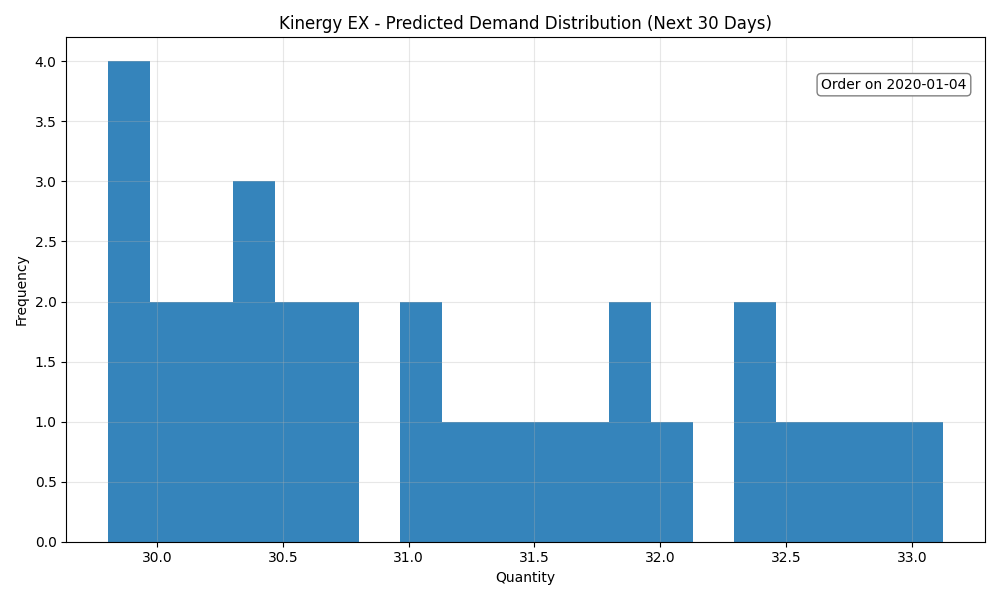 Kinergy EX - Predicted Demand Distribution (Next 30 Days)
Order on 2020-01-04
4.0
3.5
3.0
2.5
2.0
1.5
1.0
0.5
0.0
Frequency
30.0 30.5 31.0 31.5 32.0 32.5 33.0
Quantity